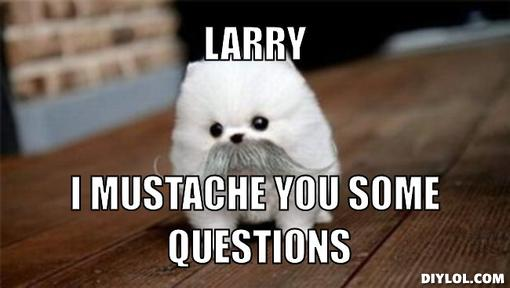 LARRY
I MUSTACHE YOU SOME
QUESTIONS
DIYLOL.COM